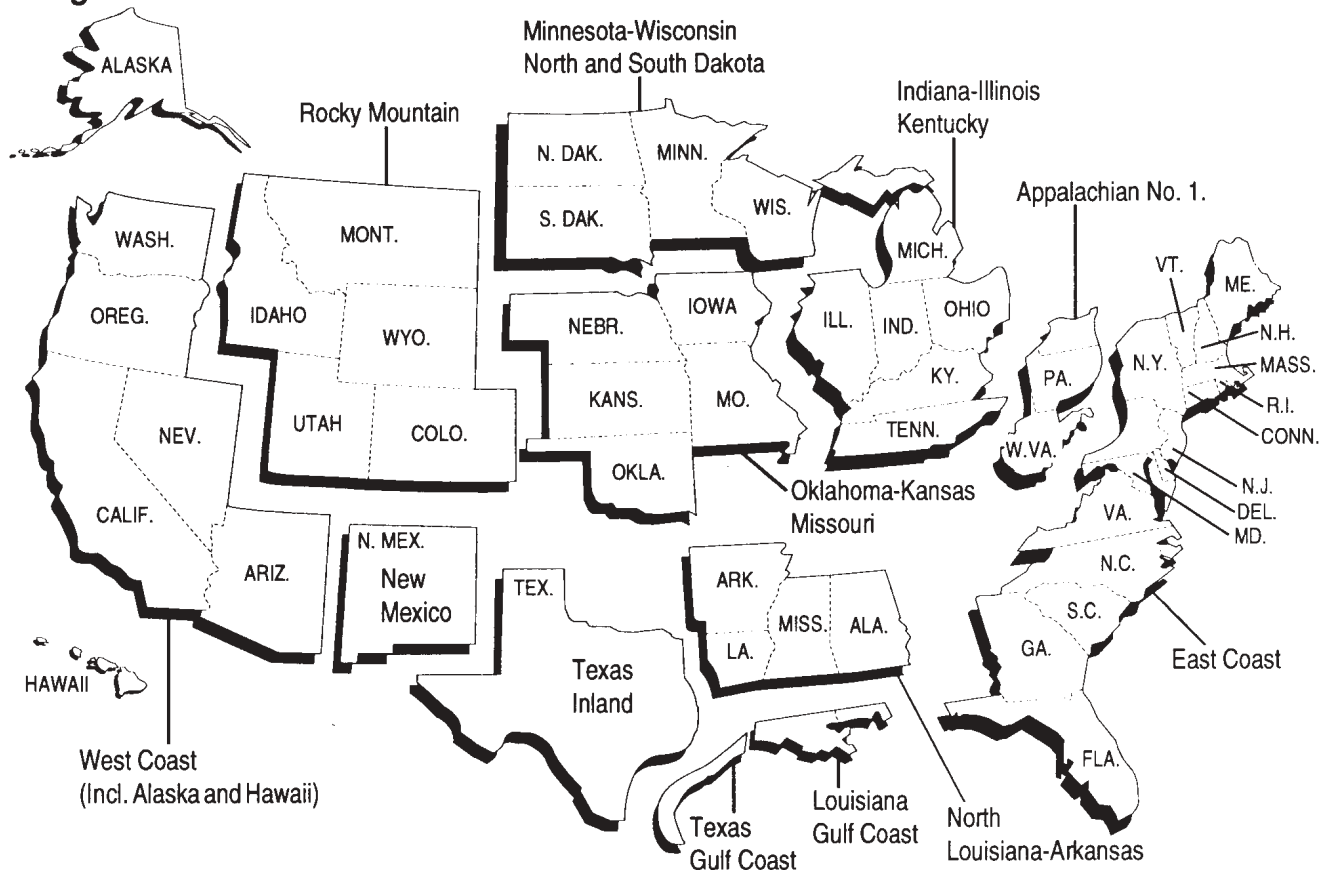 Minnesota-Wisconsin
North and South Dakota
ALASKA
Indiana-Illinois
Kentucky
Rocky Mountain
N. DAK.
MINN.
Appalachian No. 1.
S. DAK.
WIS.
WASH.
MONT.
MICH.
VT.
ME.
IOWA
OREG.
IDAHO
NEBR.
ILL.
IND.
OHIO
WYO.
N.H.
N.Y.
MASS.
KY.
PA.
KANS.
MO.
R.I.
UTAH
COLO.
NEV.
TENN.
CONN.
W.VA.
OKLA.
N.J.
Oklahoma-Kansas
Missouri
CALIF.
VA.
DEL.
MD.
N. MEX.
New
Mexico
N.C.
ARIZ.
TEX.
ARK.
S.C.
MISS.
ALA.
LA.
GA.
East Coast
HAWAII
Texas
Inland
West Coast
(Incl. Alaska and Hawaii)
FLA.
Louisiana
Gulf Coast
Texas
Gulf Coast
North
Louisiana-Arkansas